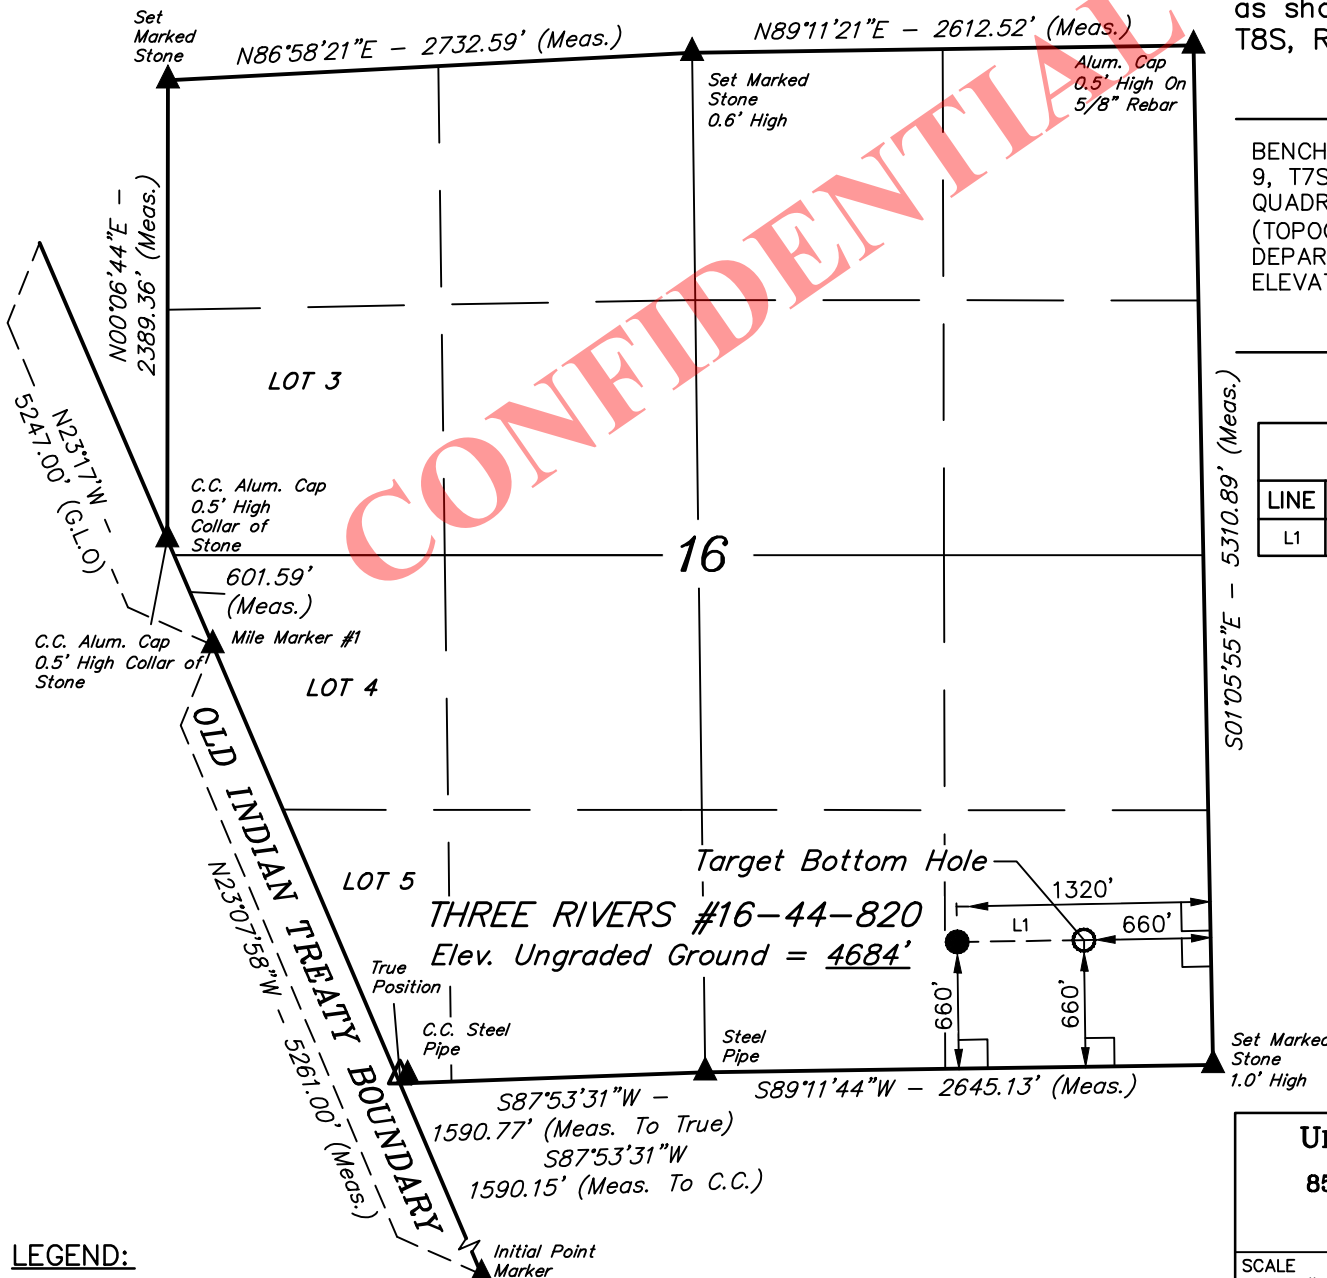 Set
Marked
Stone
N86°58'21"E - 2732.59' (Meas.)
N89°11'21"E - 2612.52' (Meas.)
as sho
T8S, R
Set Marked
Stone
0.6' High
Alum. Cap
0.5' High On
5/8" Rebar
CONFIDENTIAL
BENCH
9, T7S
QUADR
(TOPOG
DEPAR
ELEVAT
N00°06'44"E -
2389.36' (Meas.)
LOT 3
N23°17'W -
5247.00' (G.L.O)
C.C. Alum. Cap
0.5' High
Collar of
Stone
16
S01°05'55"E - 5310.89' (Meas.)
LINE
L1
601.59'
(Meas.)
Mile Marker #1
C.C. Alum. Cap
0.5' High Collar of
Stone
LOT 4
OLD INDIAN TREATY BOUNDARY
N23°07'58"W - 5261.00' (Meas.)
LOT 5
Target Bottom Hole
THREE RIVERS #16-44-820
Elev. Ungraded Ground = 4684'
1320'
L1
660'
660'
660'
True
Position
C.C. Steel
Pipe
Steel
Pipe
Set Marked
Stone
1.0' High
S87°53'31"W -
1590.77' (Meas. To True)
S87°53'31"W
1590.15' (Meas. To C.C.)
S89°11'44"W - 2645.13' (Meas.)
85
LEGEND:
Initial Point
Marker
SCALE